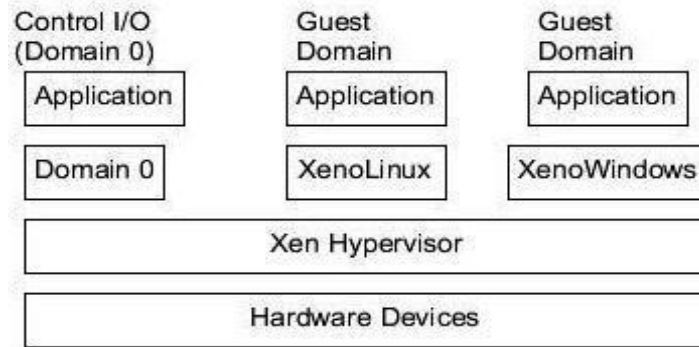 Control I/O
(Domain 0)
Guest
Domain
Guest
Domain
Application
Application
Application
Domain 0
XenoLinux
XenoWindows
Xen Hypervisor
Hardware Devices